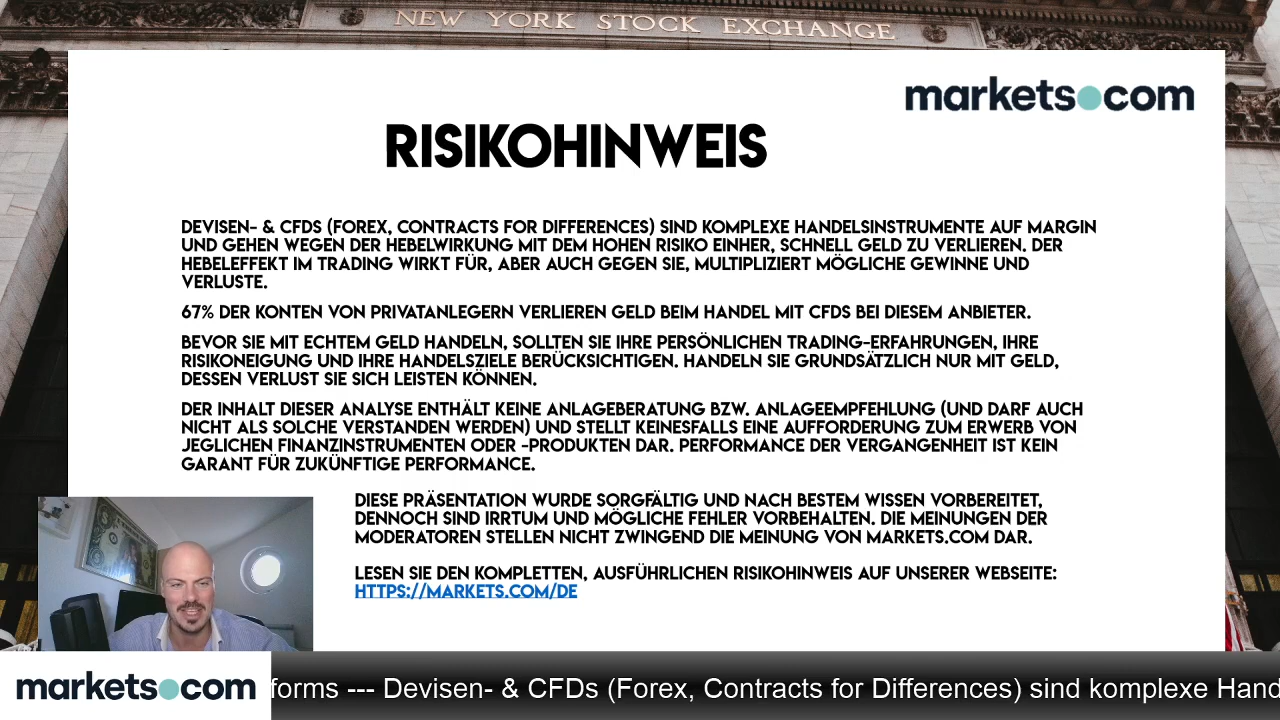 NEW YORK STOCK EXCHANGE
markets.com
RISIKOHINWEIS
DEVISEN- & CFDS (FOREX, CONTRACTS FOR DIFFERENCES) SIND KOMPLEXE HANDELSINSTRUMENTE AUF MARGIN
UND GEHEN WEGEN DER HEBELWIRKUNG MIT DEM HOHEN RISIKO EINHER, SCHNELL GELD ZU VERLIEREN. DER
HEBELEFFEKT IM TRADING WIRKT FÜR, ABER AUCH GEGEN SIE, MULTIPLIZIERT MÖGLICHE GEWINNE UND
VERLUSTE.
67% DER KONTEN VON PRIVATANLEGERN VERLIEREN GELD BEIM HANDEL MIT CFDS BEI DIESEM ANBIETER.
BEVOR SIE MIT ECHTEM GELD HANDELN, SOLLTEN SIE IHRE PERSÖNLICHEN TRADING-ERFAHRUNGEN, IHRE
RISIKONEIGUNG UND IHRE HANDELSZIELE BERÜCKSICHTIGEN. HANDELN SIE GRUNDSÄTZLICH NUR MIT GELD,
DESSEN VERLUST SIE SICH LEISTEN KÖNNEN.
DER INHALT DIESER ANALYSE ENTHÄLT KEINE ANLAGEBERATUNG BZW. ANLAGEEMPFEHLUNG (UND DARF AUCH
NICHT ALS SOLCHE VERSTANDEN WERDEN) UND STELLT KEINESFALLS EINE AUFFORDERUNG ZUM ERWERB VON
JEGLICHEN FINANZINSTRUMENTEN ODER -PRODUKTEN DAR. PERFORMANCE DER VERGANGENHEIT IST KEIN
GARANT FÜR ZUKÜNFTIGE PERFORMANCE.
DIESE PRÄSENTATION WURDE SORGFÄLTIG UND NACH BESTEM WISSEN VORBEREITET,
DENNOCH SIND IRRTUM UND MÖGLICHE FEHLER VORBEHALTEN. DIE MEINUNGEN DER
MODERATOREN STELLEN NICHT ZWINGEND DIE MEINUNG VON MARKETS.COM DAR.
LESEN SIE DEN KOMPLETTEN, AUSFÜHRLICHEN RISIKOHINWEIS AUF UNSERER WEBSEITE:
HTTPS://MARKETS.COM/DE
markets.com
forms --- Devisen- & CFDs (Forex, Contracts for Differences) sind komplexe Hand